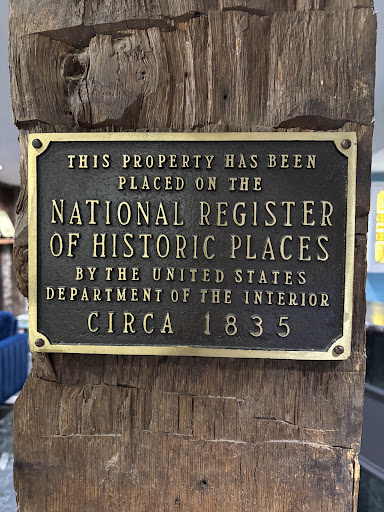 THIS PROPERTY HAS BEEN
PLACED ON THE
NATIONAL REGISTER
OF HISTORIC PLACES
BY THE UNITED STATES
DEPARTMENT OF THE INTERIOR
CIRCA 1835